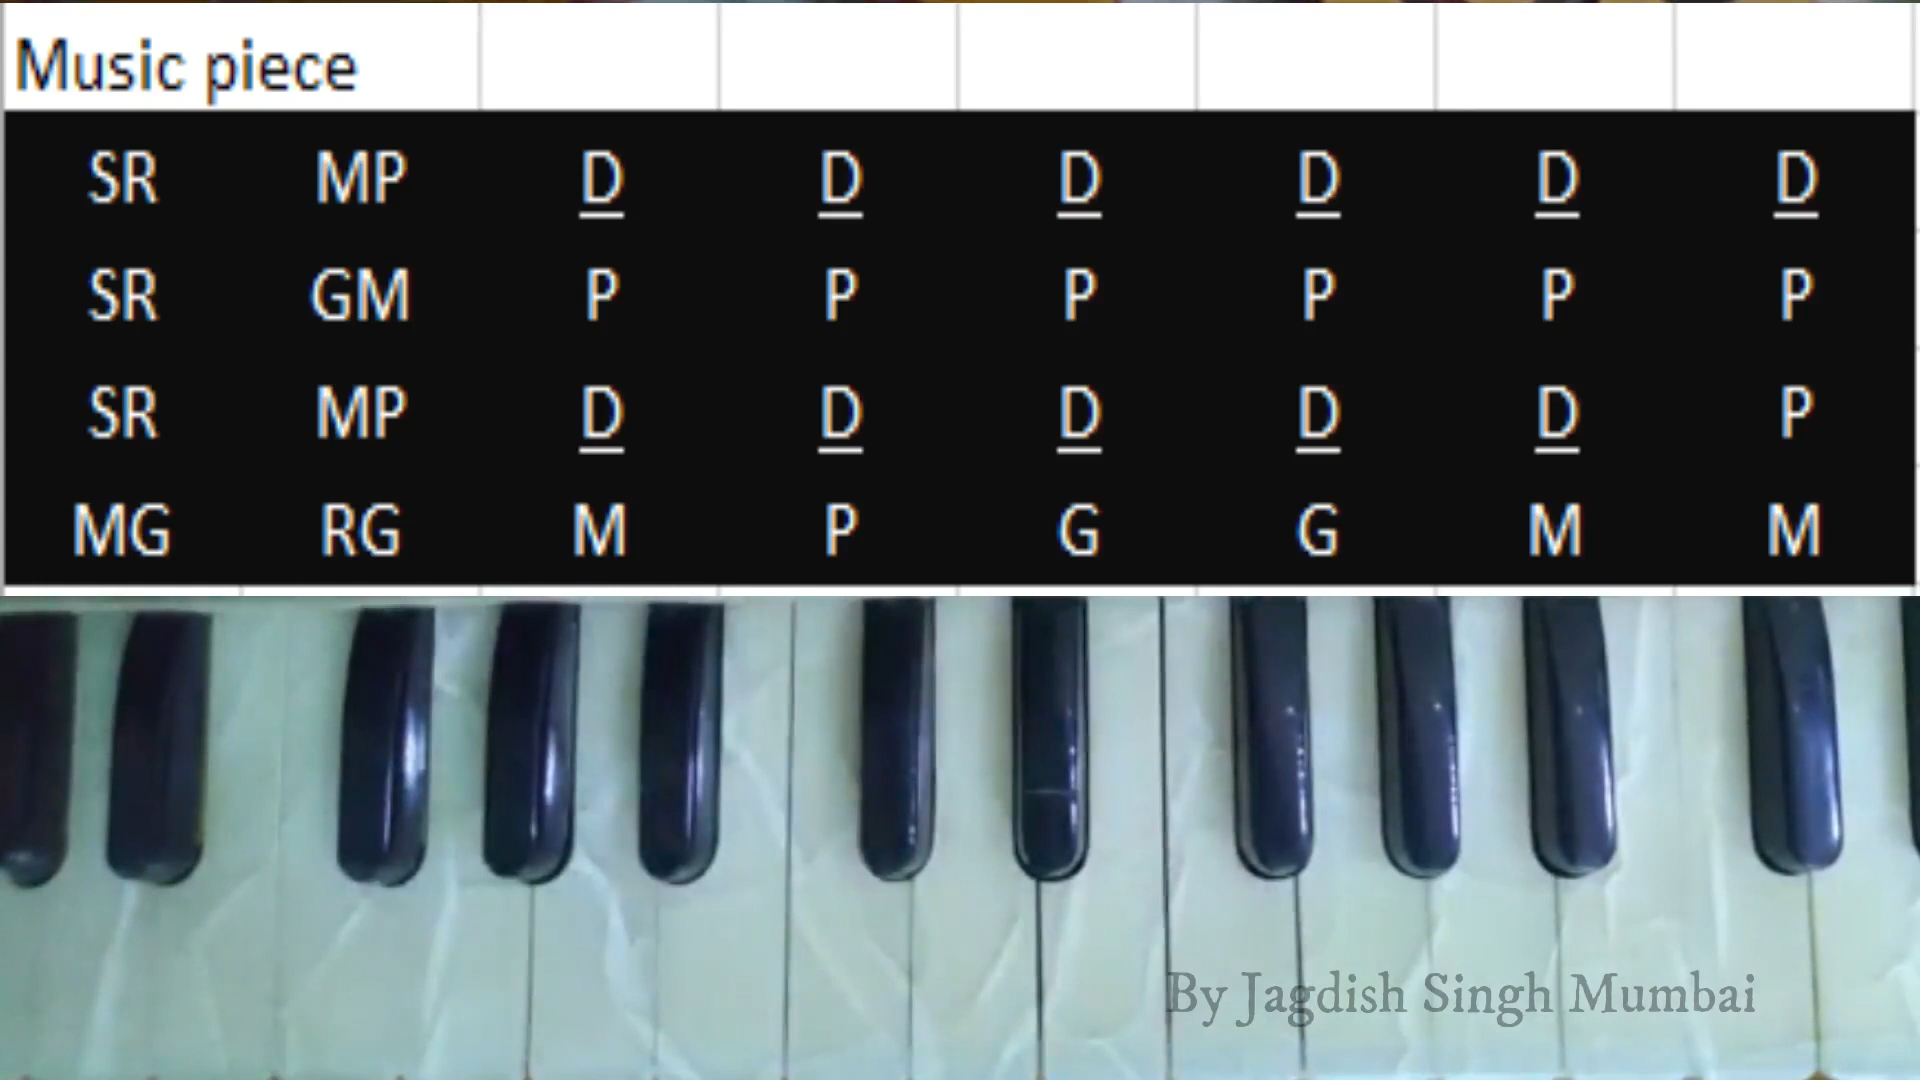 Music piece
SR MP D D D D D D
SR GM P P P P P P
SR MP D D D D D P
MG RG M P G G M M
By Jagdish Singh Mumbai